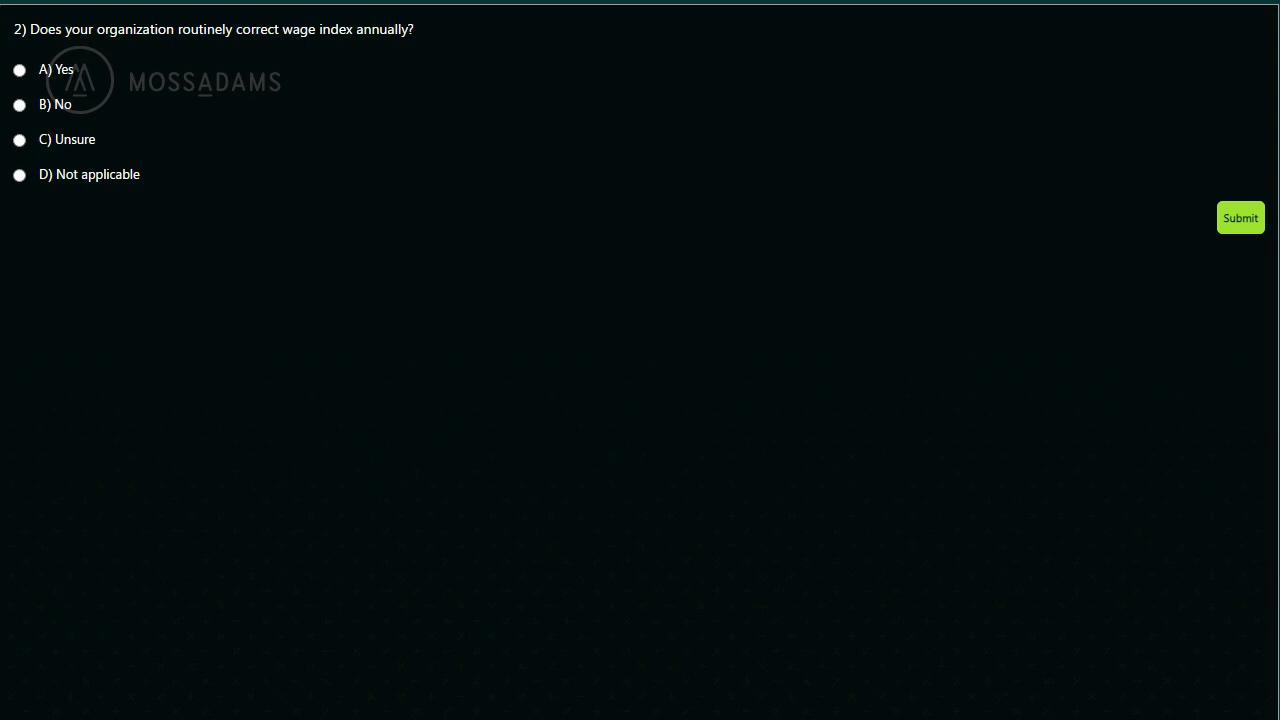 2) Does your organization routinely correct wage index annually?
A) Yes
MOSSADAMS
B) No
C) Unsure
D) Not applicable
Submit